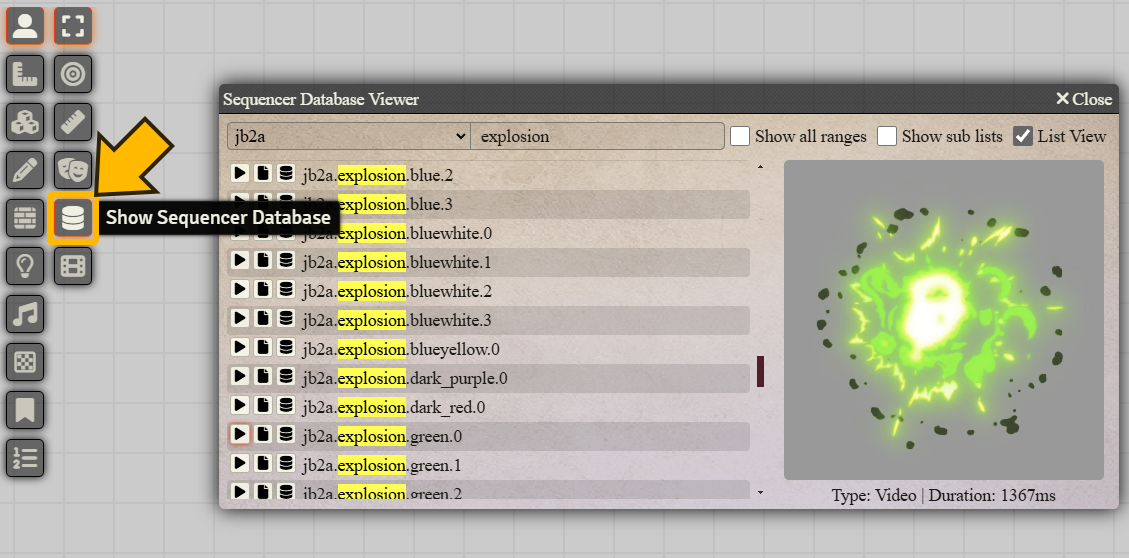 Sequencer Database Viewer
Close
jb2a
explosion
Show all ranges
Show sub lists
List View
jb2a.explosion.blue.2
jb2a.explosion.blue.3
Show Sequencer Database
jb2a.explosion.bluewhite.0
jb2a.explosion.bluewhite.1
jb2a.explosion.bluewhite.2
jb2a.explosion.bluewhite.3
jb2a.explosion.blueyellow.0
jb2a.explosion.dark_purple.0
jb2a.explosion.dark_red.0
jb2a.explosion.green.0
jb2a.explosion.green.1
jb2a.explosion.green.2
Type: Video | Duration: 1367ms